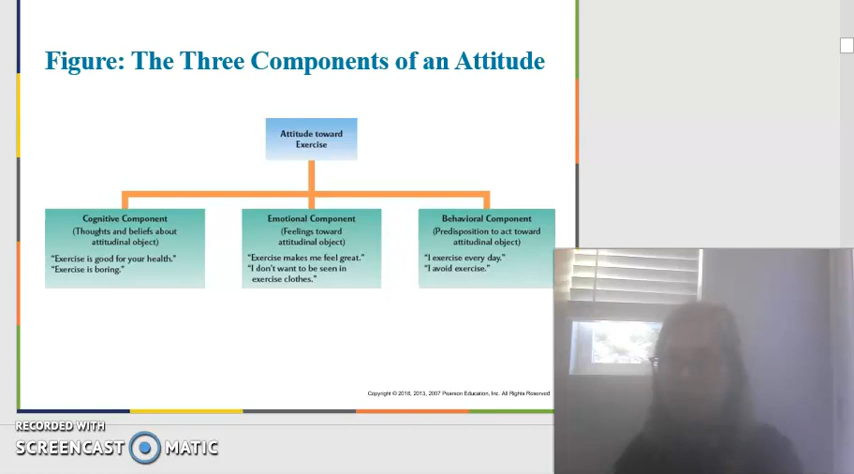 Figure: The Three Components of an Attitude
Attitude toward
Exercise
Cognitive Component
(Thoughts and beliefs about
attitudinal object)
“Exercise is good for your health.”
“Exercise is boring.”
Emotional Component
(Feelings toward
attitudinal object)
“Exercise makes me feel great.”
“I don’t want to be seen in
exercise clothes.”
Behavioral Component
(Predisposition to act toward
attitudinal object)
“I exercise every day.”
“I avoid exercise.”
Copyright © 2018, 2013, 2007 Pearson Education, Inc. All Rights Reserved
RECORDED WITH
SCREENCAST MATIC